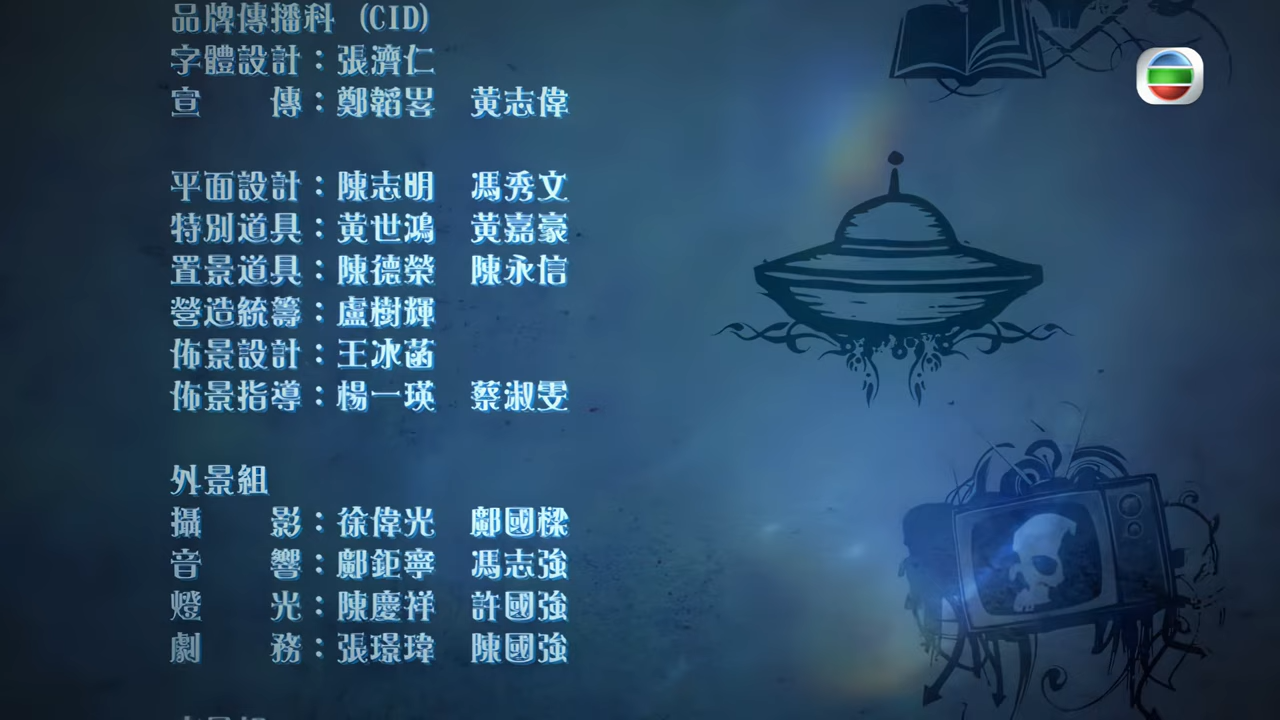 品牌傳播科 (CID)
字體設計：張濟仁
宣　　傳：鄭韜畧　黃志偉
平面設計：陳志明　馮秀文
特別道具：黃世鴻　黃嘉豪
置景道具：陳德榮　陳永信
營造統籌：盧樹輝
佈景設計：王冰菡
佈景指導：楊一瑛　蔡淑雯
外景組
攝　　影：徐偉光　鄺國樑
音　　響：鄺鉅寧　馮志強
燈　　光：陳慶祥　許國強
劇　　務：張璟瑋　陳國強